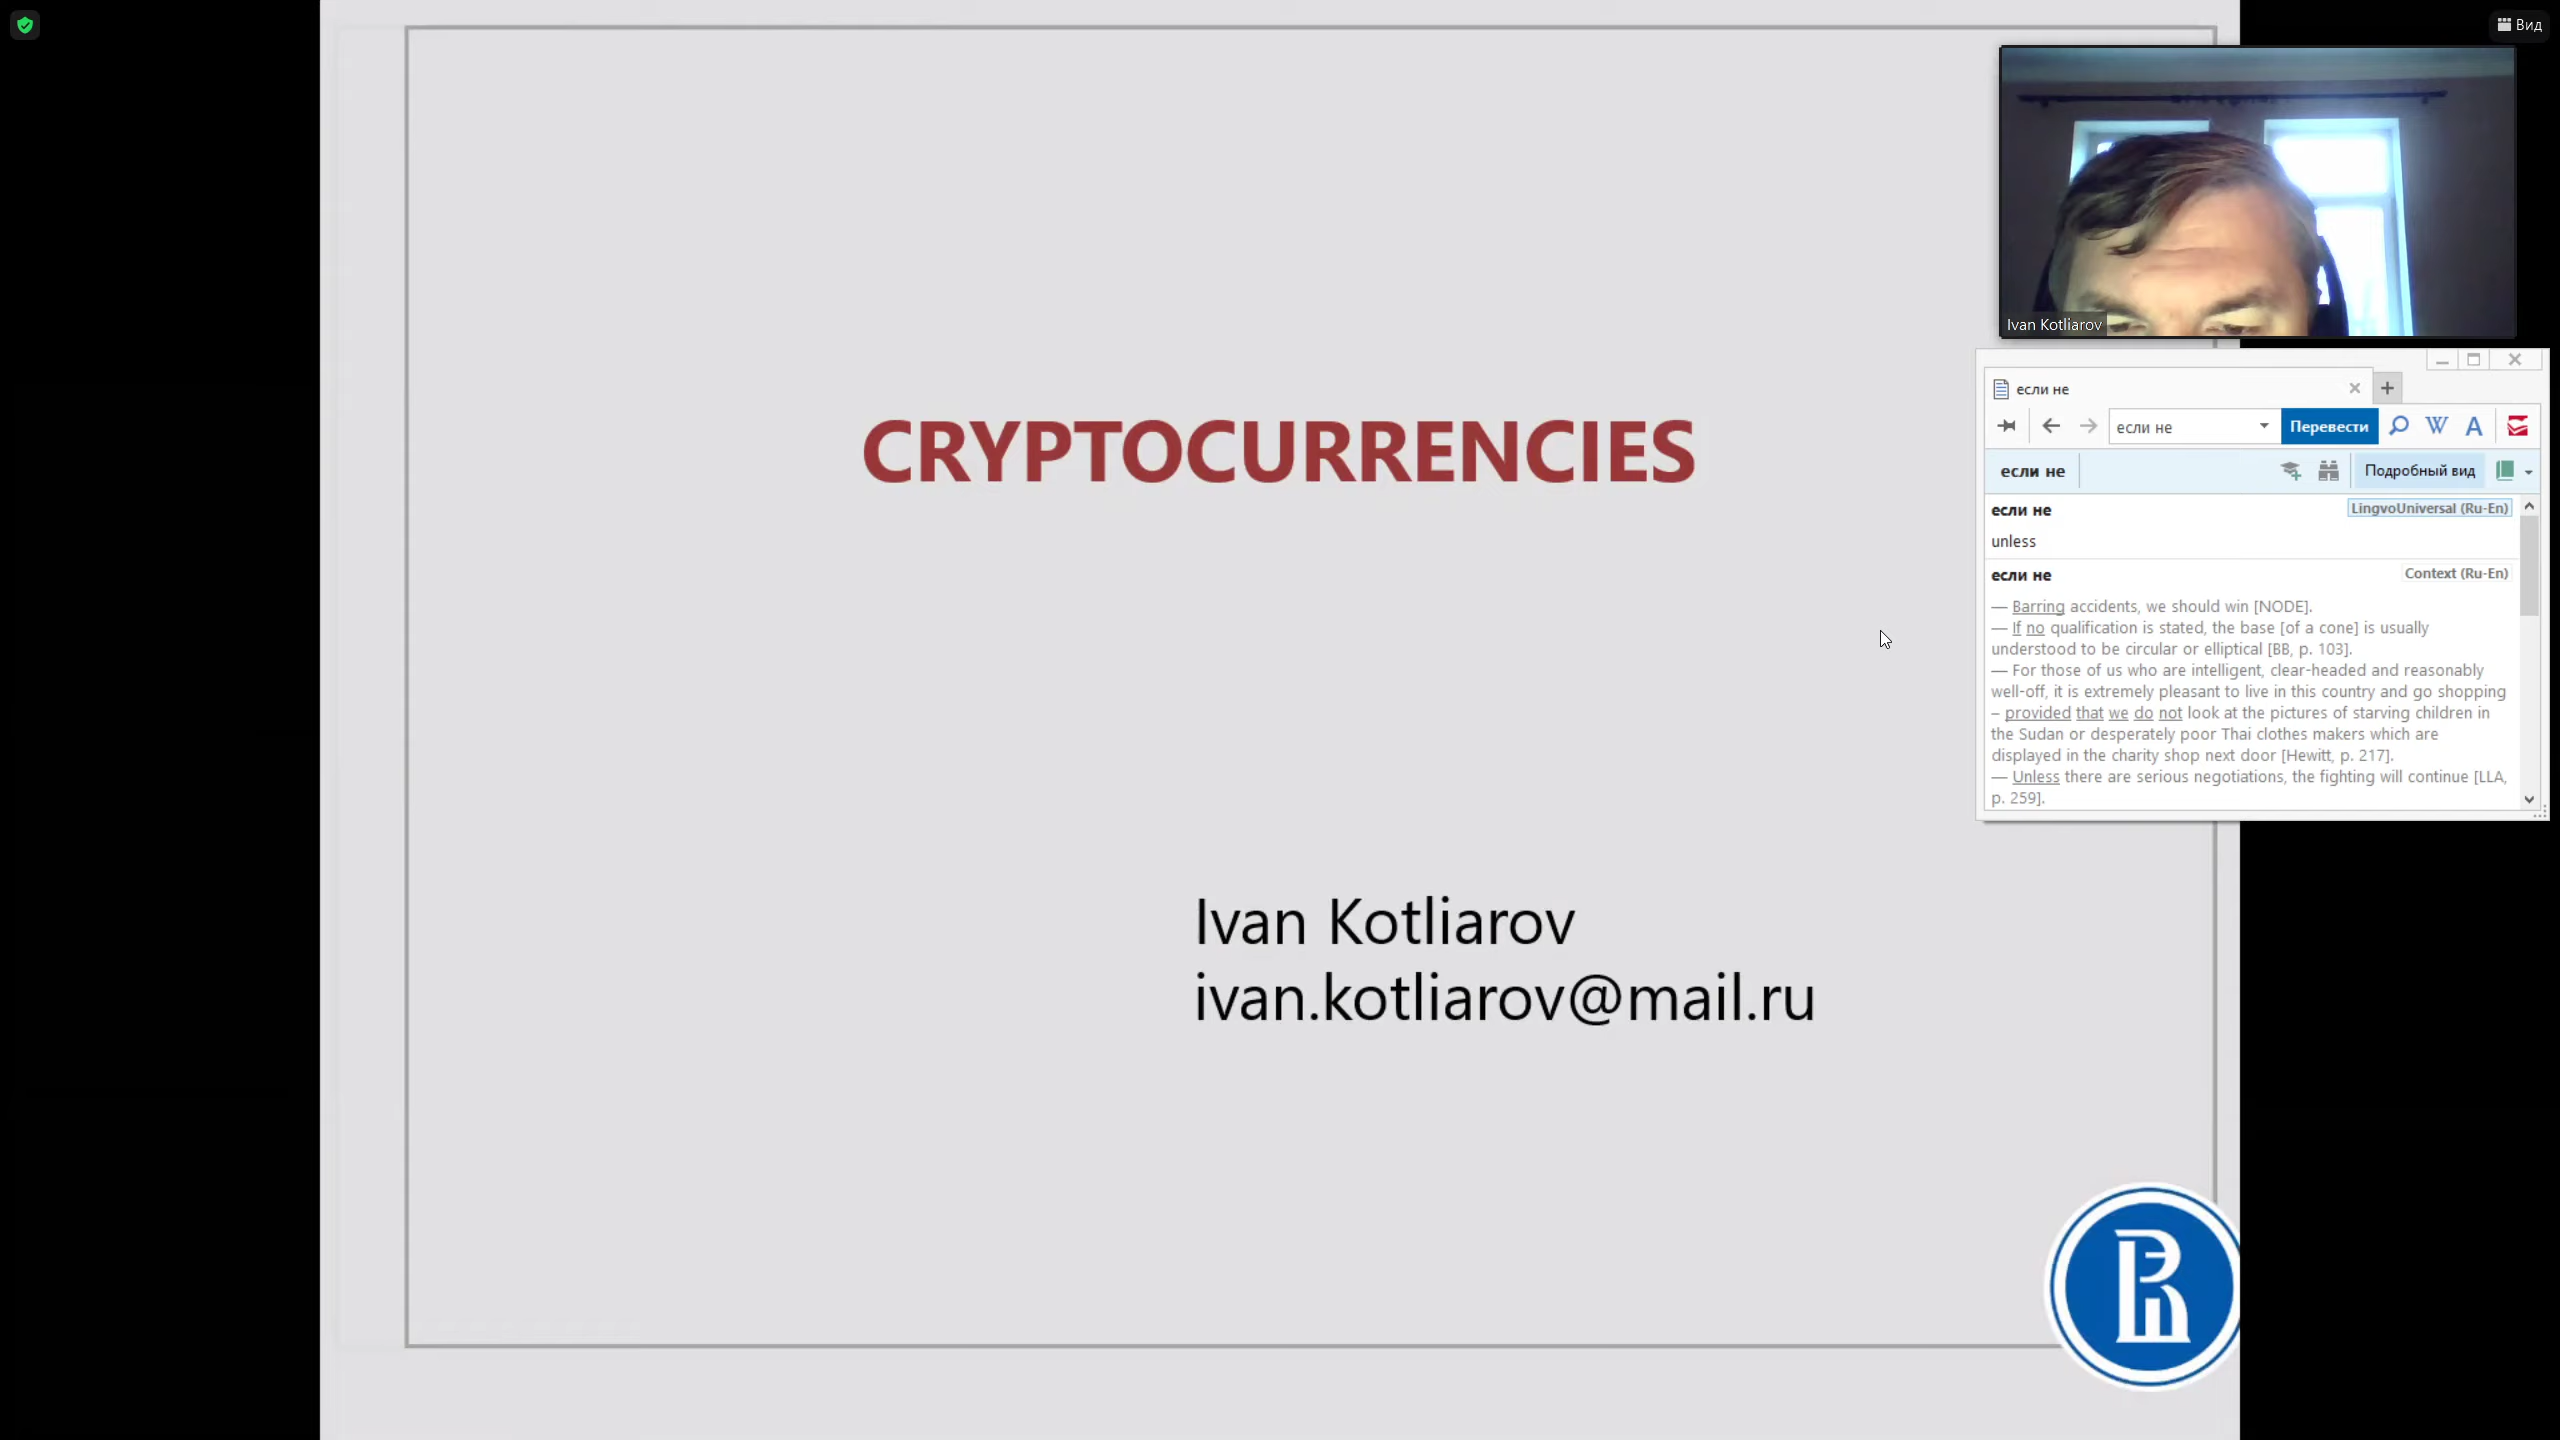 Вид
CRYPTOCURRENCIES
Ivan Kotliarov
ivan.kotliarov@mail.ru
Ivan Kotliarov
если не
если не
Перевести
W
A
если не
Подробный вид
если не
LingvoUniversal (Ru-En)
unless
если не
Context (Ru-En)
— Barring accidents, we should win [NODE].
— If no qualification is stated, the base [of a cone] is usually
understood to be circular or elliptical [BB, p. 103].
— For those of us who are intelligent, clear-headed and reasonably
well-off, it is extremely pleasant to live in this country and go shopping
– provided that we do not look at the pictures of starving children in
the Sudan or desperately poor Thai clothes makers which are
displayed in the charity shop next door [Hewitt, p. 217].
— Unless there are serious negotiations, the fighting will continue [LLA,
p. 259].